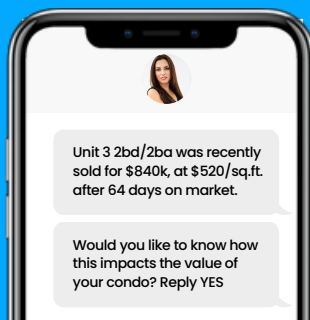 Unit 3 2bd/2ba was recently
sold for $840k, at $520/sq.ft.
after 64 days on market.
Would you like to know how
this impacts the value of
your condo? Reply YES